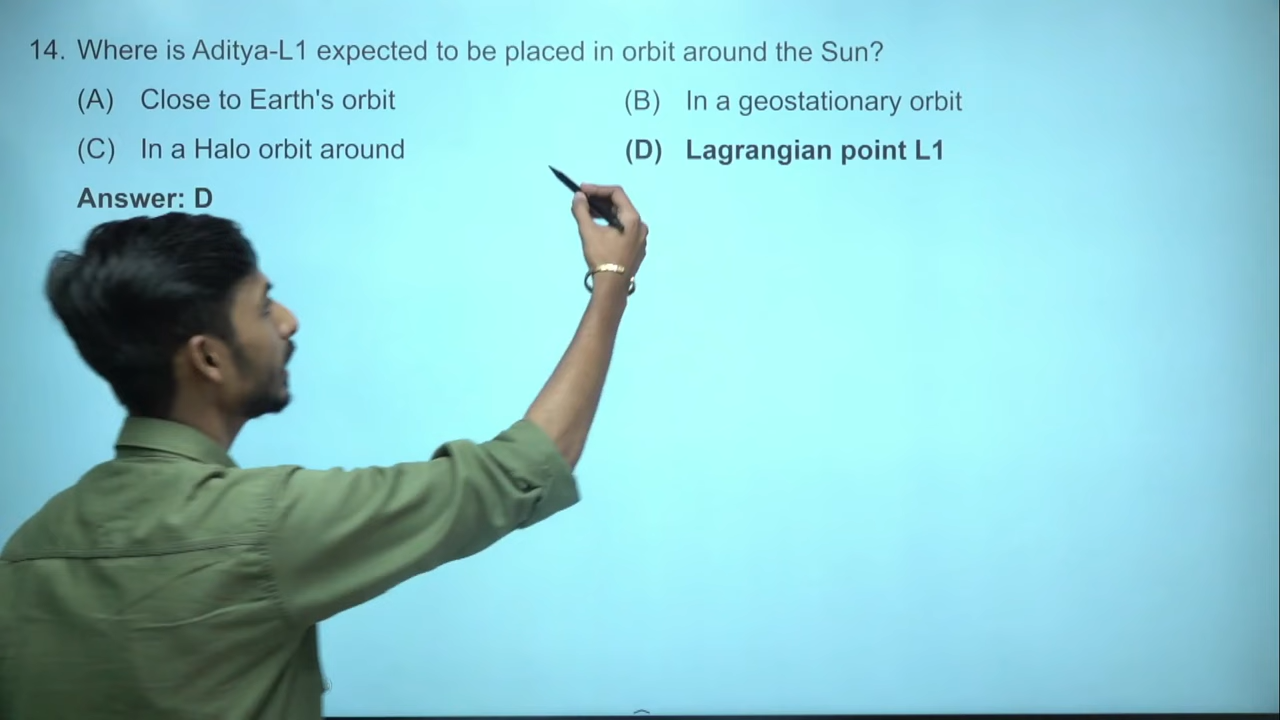 14. Where is Aditya-L1 expected to be placed in orbit around the Sun?
(A) Close to Earth's orbit (B) In a geostationary orbit
(C) In a Halo orbit around (D) Lagrangian point L1
Answer: D